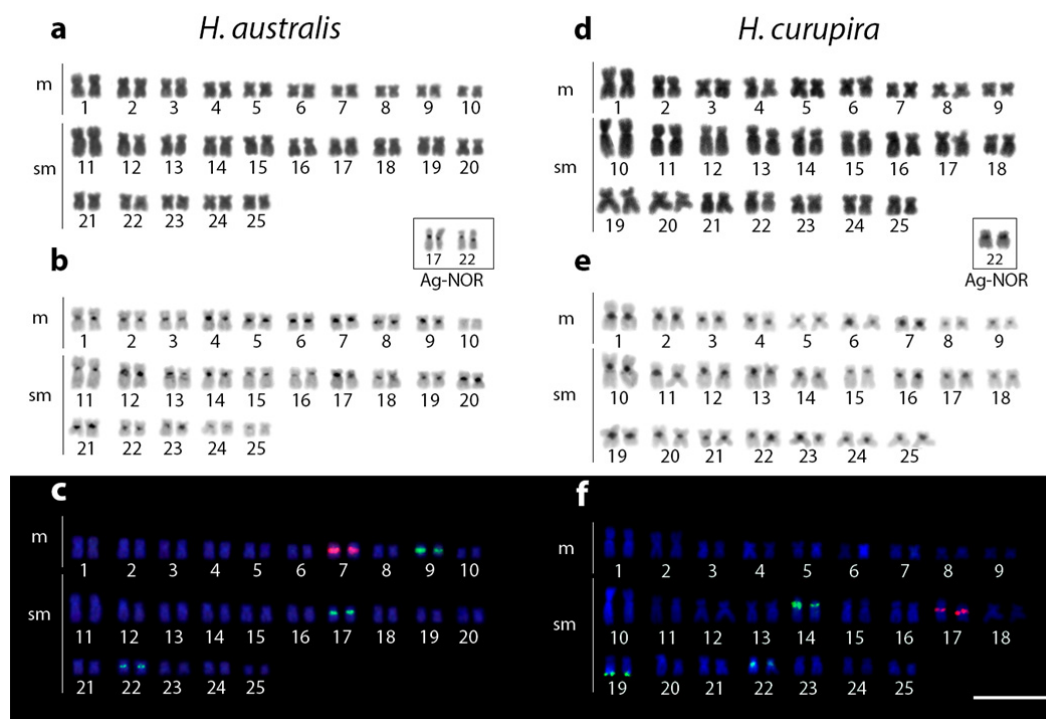 a H. australis
m
1 2 3 4 5 6 7 8 9 10
sm
11 12 13 14 15 16 17 18 19 20
21 22 23 24 25
17 22
Ag-NOR
b
m
1 2 3 4 5 6 7 8 9 10
sm
11 12 13 14 15 16 17 18 19 20
21 22 23 24 25
c
m
1 2 3 4 5 6 7 8 9 10
sm
11 12 13 14 15 16 17 18 19 20
21 22 23 24 25
d H. curupira
m
1 2 3 4 5 6 7 8 9
sm
10 11 12 13 14 15 16 17 18
19 20 21 22 23 24 25
22
Ag-NOR
e
m
1 2 3 4 5 6 7 8 9
sm
10 11 12 13 14 15 16 17 18
19 20 21 22 23 24 25
f
m
1 2 3 4 5 6 7 8 9
sm
10 11 12 13 14 15 16 17 18
19 20 21 22 23 24 25